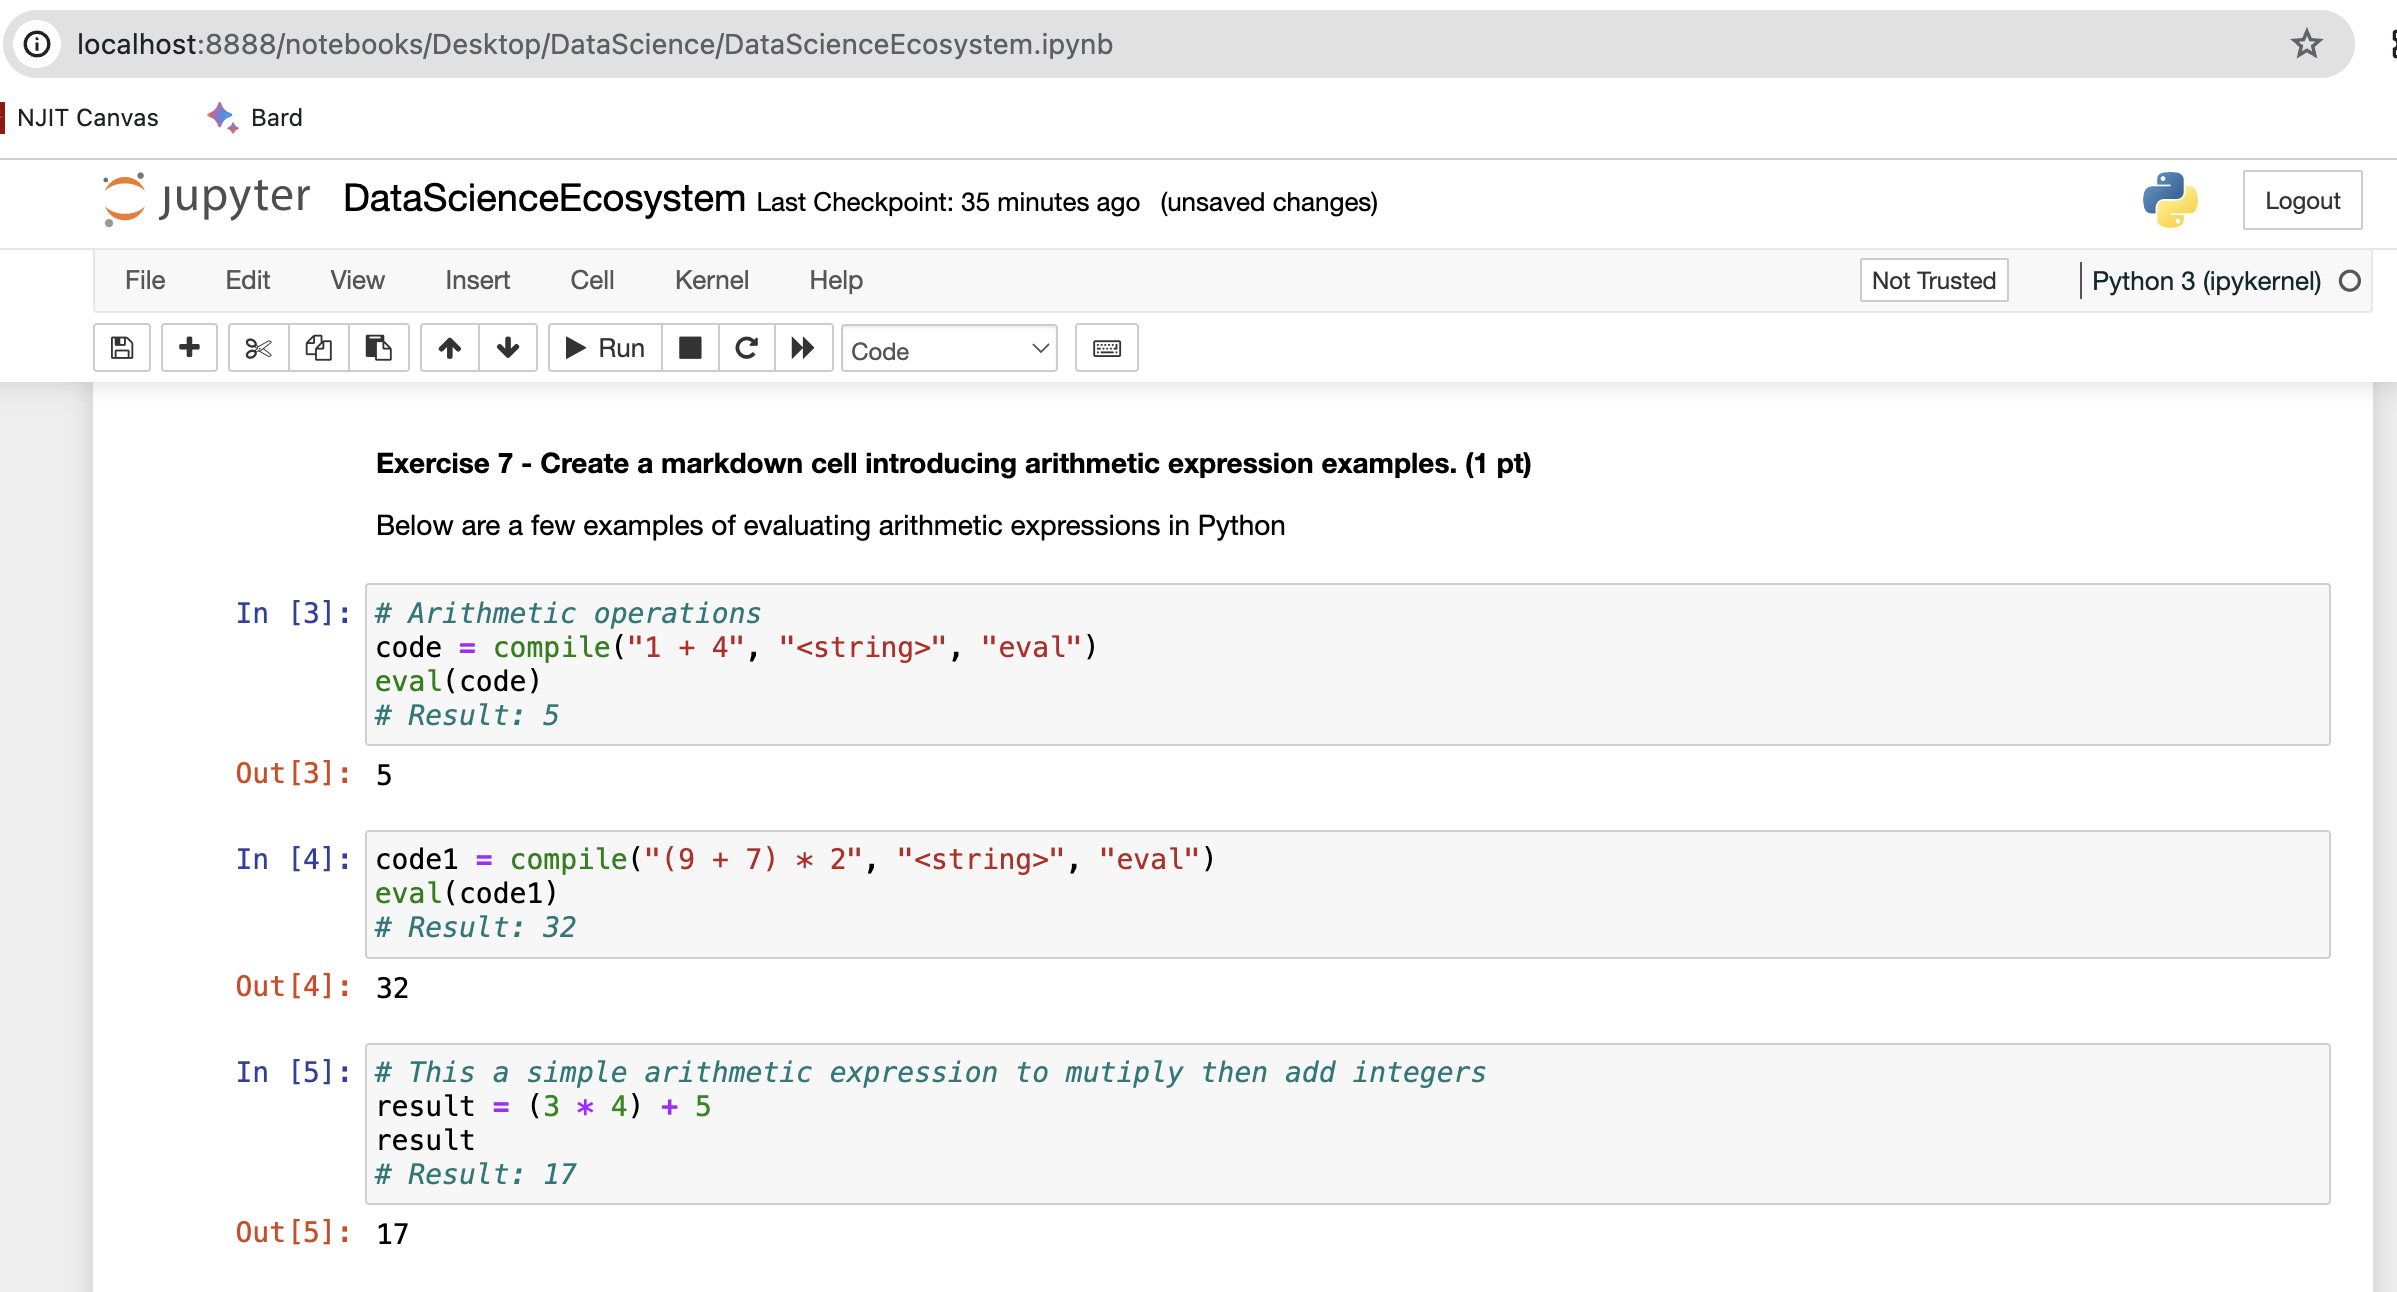 localhost:8888/notebooks/Desktop/DataScience/DataScienceEcosystem.ipynb
NJIT Canvas Bard
jupyter DataScienceEcosystem Last Checkpoint: 35 minutes ago (unsaved changes) Logout
File Edit View Insert Cell Kernel Help Not Trusted Python 3 (ipykernel)
Run Code
Exercise 7 - Create a markdown cell introducing arithmetic expression examples. (1 pt)
Below are a few examples of evaluating arithmetic expressions in Python
In [3]: # Arithmetic operations
code = compile("1 + 4", "<string>", "eval")
eval(code)
# Result: 5
Out[3]: 5
In [4]: code1 = compile("(9 + 7) * 2", "<string>", "eval")
eval(code1)
# Result: 32
Out[4]: 32
In [5]: # This a simple arithmetic expression to mutiply then add integers
result = (3 * 4) + 5
result
# Result: 17
Out[5]: 17